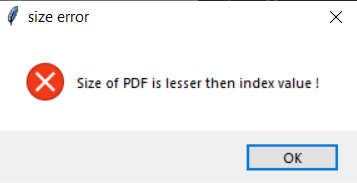 size error
Size of PDF is lesser then index value !
OK